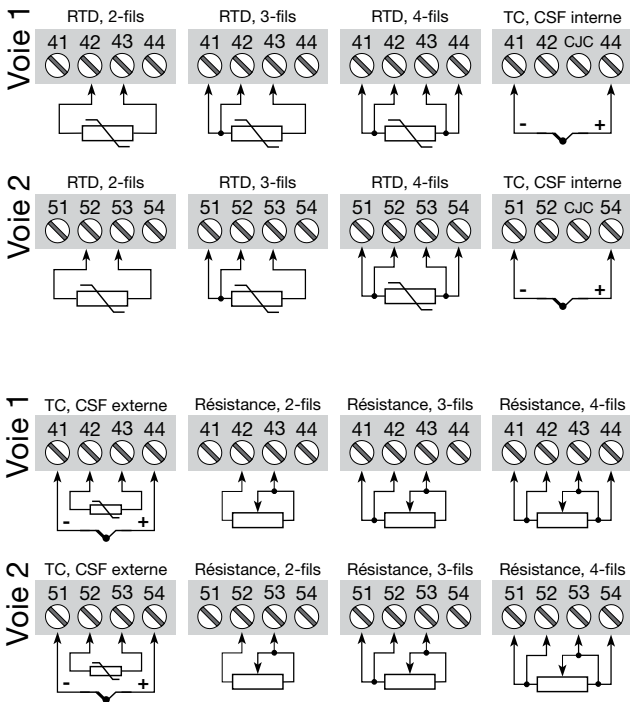 Voie 1
RTD, 2-fils RTD, 3-fils RTD, 4-fils TC, CSF interne
41 42 43 44 41 42 43 44 41 42 43 44 41 42 CJC 44
- +
Voie 2
RTD, 2-fils RTD, 3-fils RTD, 4-fils TC, CSF interne
51 52 53 54 51 52 53 54 51 52 53 54 51 52 CJC 54
- +
Voie 1
TC, CSF externe Résistance, 2-fils Résistance, 3-fils Résistance, 4-fils
41 42 43 44 41 42 43 44 41 42 43 44 41 42 43 44
- +
Voie 2
TC, CSF externe Résistance, 2-fils Résistance, 3-fils Résistance, 4-fils
51 52 53 54 51 52 53 54 51 52 53 54 51 52 53 54
- +